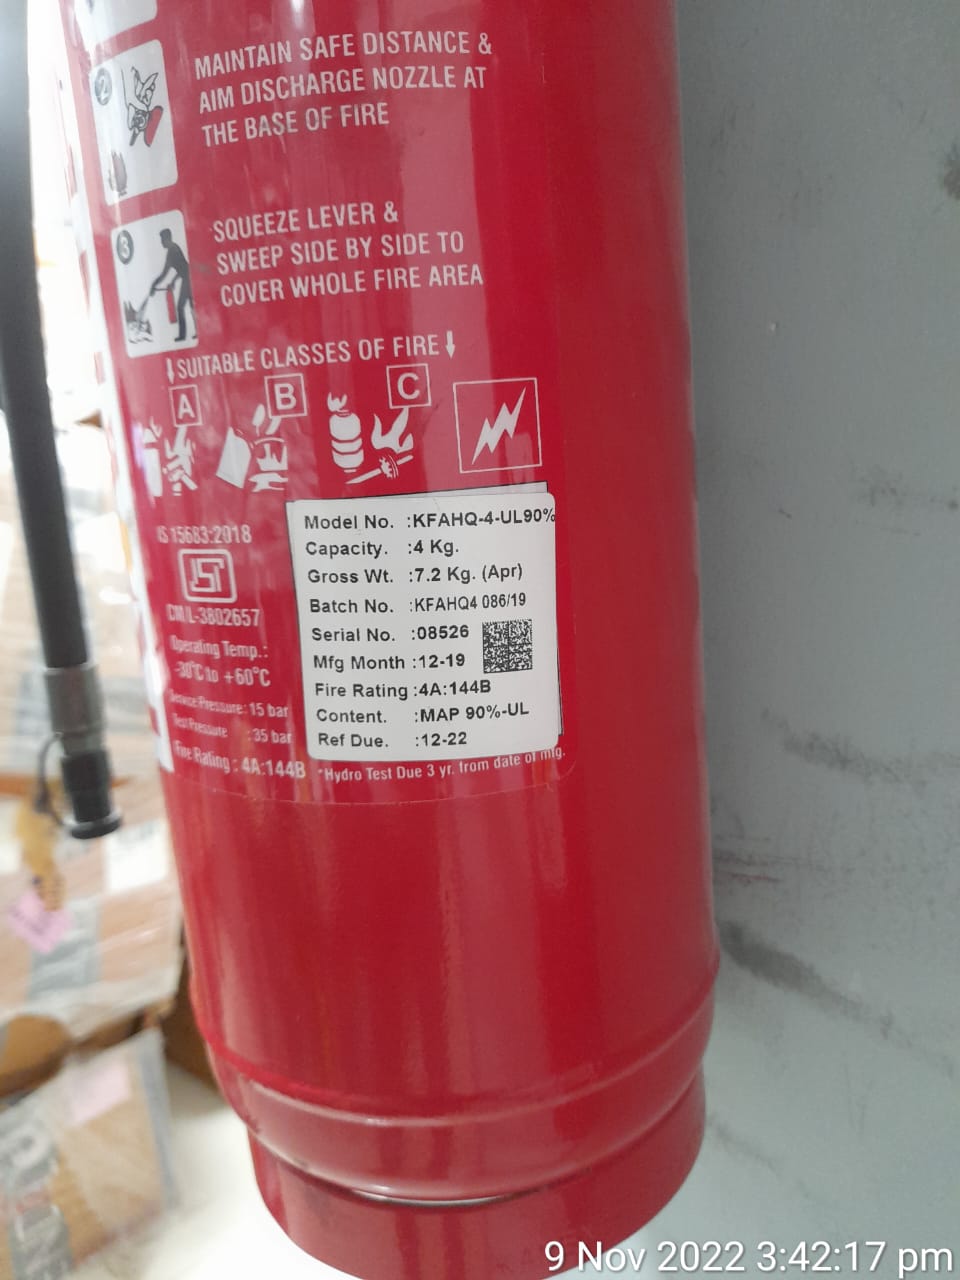 2
MAINTAIN SAFE DISTANCE &
AIM DISCHARGE NOZZLE AT
THE BASE OF FIRE
3
SQUEEZE LEVER &
SWEEP SIDE BY SIDE TO
COVER WHOLE FIRE AREA
SUITABLE CLASSES OF FIRE
A
B
C
IS 15683:2018
CM/L-3802657
Operating Temp.:
-30°C to +60°C
Service Pressure: 15 bar
Test Pressure : 35 bar
Fire Rating : 4A:144B
Model No. :KFAHQ-4-UL90%
Capacity. :4 Kg.
Gross Wt. :7.2 Kg. (Apr)
Batch No. :KFAHQ4 086/19
Serial No. :08526
Mfg Month :12-19
Fire Rating :4A:144B
Content. :MAP 90%-UL
Ref Due. :12-22
*Hydro Test Due 3 yr. from date of mfg.
9 Nov 2022 3:42:17 pm